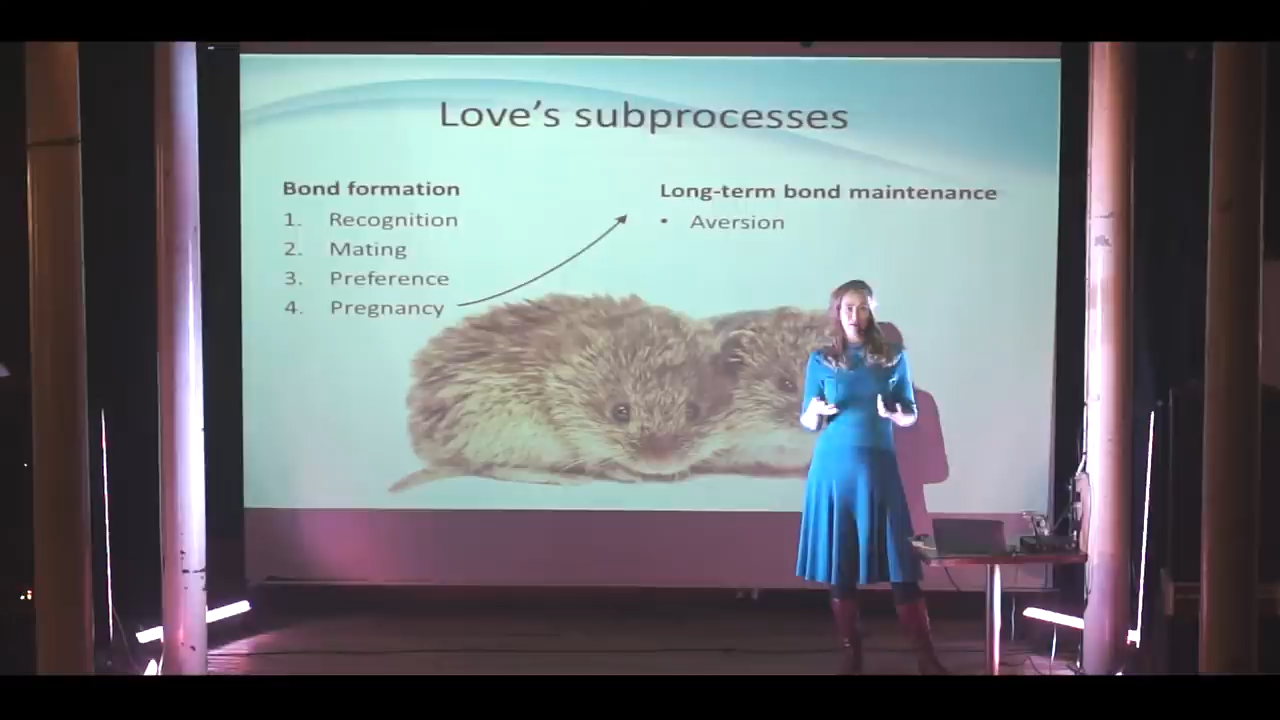 Love's subprocesses
Bond formation
1. Recognition
2. Mating
3. Preference
4. Pregnancy
Long-term bond maintenance
• Aversion